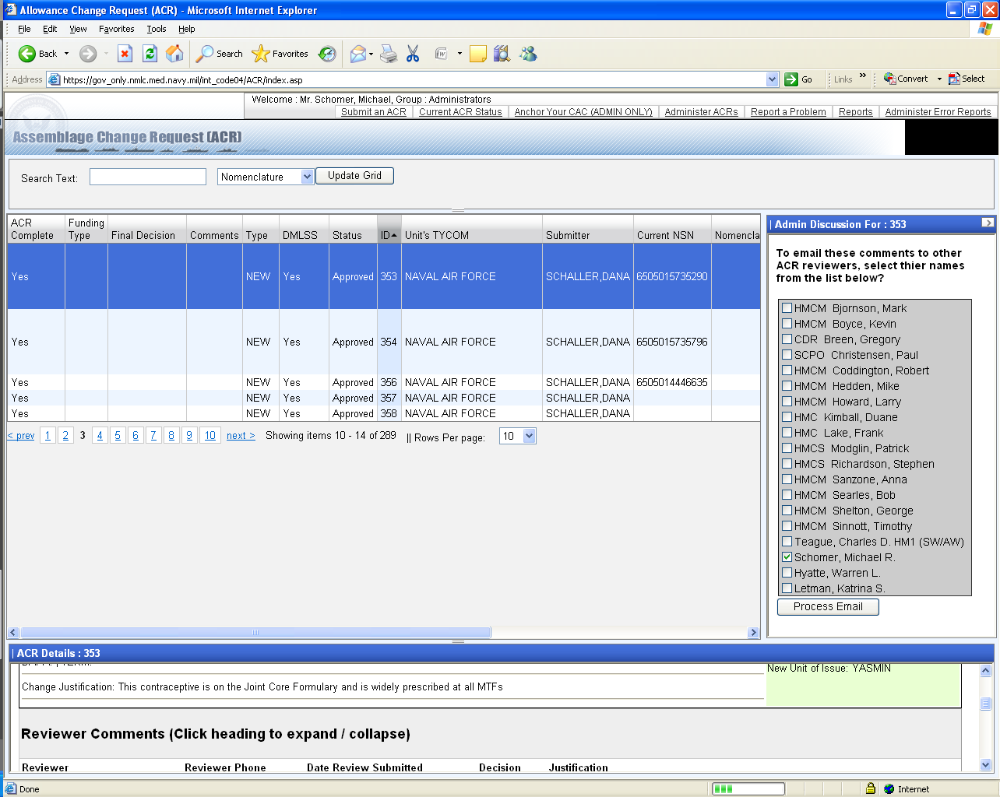 Allowance Change Request (ACR) - Microsoft Internet Explorer
File Edit View Favorites Tools Help
Back Search Favorites
Address https://gov_only.nmlc.med.navy.mil/int_code04/ACR/index.asp Go Links » Convert Select
Welcome : Mr. Schomer, Michael, Group : Administrators
Submit an ACR Current ACR Status Anchor Your CAC (ADMIN ONLY) Administer ACRs Report a Problem Reports Administer Error Reports
Assemblage Change Request (ACR)
Search Text: Nomenclature Update Grid
ACR Complete Funding Type Final Decision Comments Type DMLSS Status ID Unit's TYCOM Submitter Current NSN Nomencla
Yes NEW Yes Approved 353 NAVAL AIR FORCE SCHALLER,DANA 6505015735290
Yes NEW Yes Approved 354 NAVAL AIR FORCE SCHALLER,DANA 6505015735796
Yes NEW Yes Approved 356 NAVAL AIR FORCE SCHALLER,DANA 6505014446635
Yes NEW Yes Approved 357 NAVAL AIR FORCE SCHALLER,DANA
Yes NEW Yes Approved 358 NAVAL AIR FORCE SCHALLER,DANA
< prev 1 2 3 4 5 6 7 8 9 10 next > Showing items 10 - 14 of 289 || Rows Per page: 10
Admin Discussion For : 353
To email these comments to other
ACR reviewers, select thier names
from the list below?
HMCM Bjornson, Mark
HMCM Boyce, Kevin
CDR Breen, Gregory
SCPO Christensen, Paul
HMCM Coddington, Robert
HMCM Hedden, Mike
HMCM Howard, Larry
HMC Kimball, Duane
HMC Lake, Frank
HMCS Modglin, Patrick
HMCS Richardson, Stephen
HMCM Sanzone, Anna
HMCM Searles, Bob
HMCM Shelton, George
HMCM Sinnott, Timothy
Teague, Charles D. HM1 (SW/AW)
Schomer, Michael R.
Hyatte, Warren L.
Letman, Katrina S.
Process Email
ACR Details : 353
New Unit of Issue: YASMIN
Change Justification: This contraceptive is on the Joint Core Formulary and is widely prescribed at all MTFs
Reviewer Comments (Click heading to expand / collapse)
Reviewer Reviewer Phone Date Review Submitted Decision Justification
Done Internet